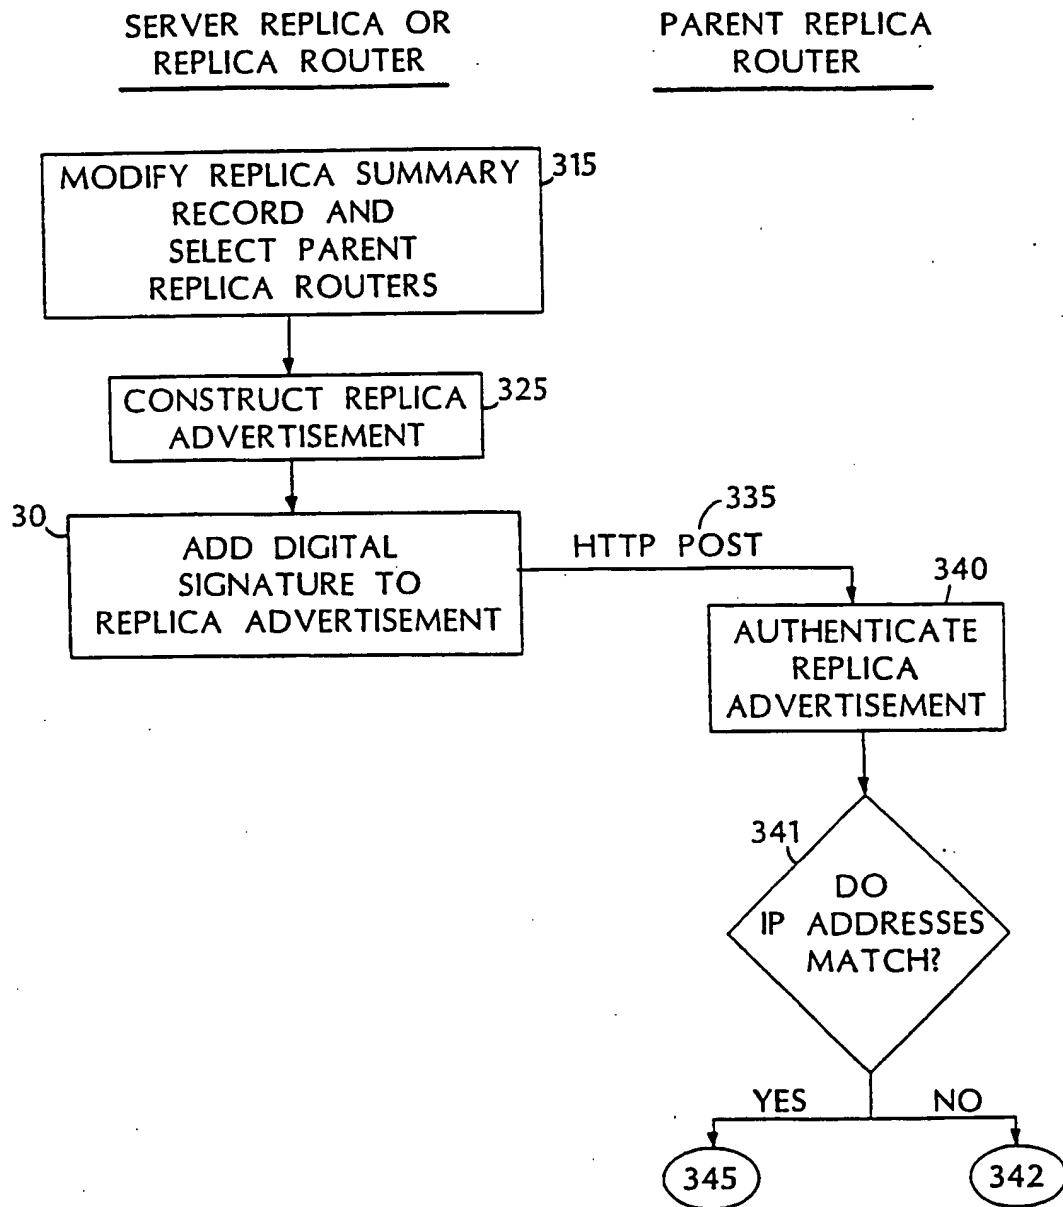 SERVER REPLICA OR
REPLICA ROUTER
PARENT REPLICA
ROUTER
315
MODIFY REPLICA SUMMARY
RECORD AND
SELECT PARENT
REPLICA ROUTERS
325
CONSTRUCT REPLICA
ADVERTISEMENT
30
ADD DIGITAL
SIGNATURE TO
REPLICA ADVERTISEMENT
335
HTTP POST
340
AUTHENTICATE
REPLICA
ADVERTISEMENT
341
DO
IP ADDRESSES
MATCH?
YES
NO
345
342